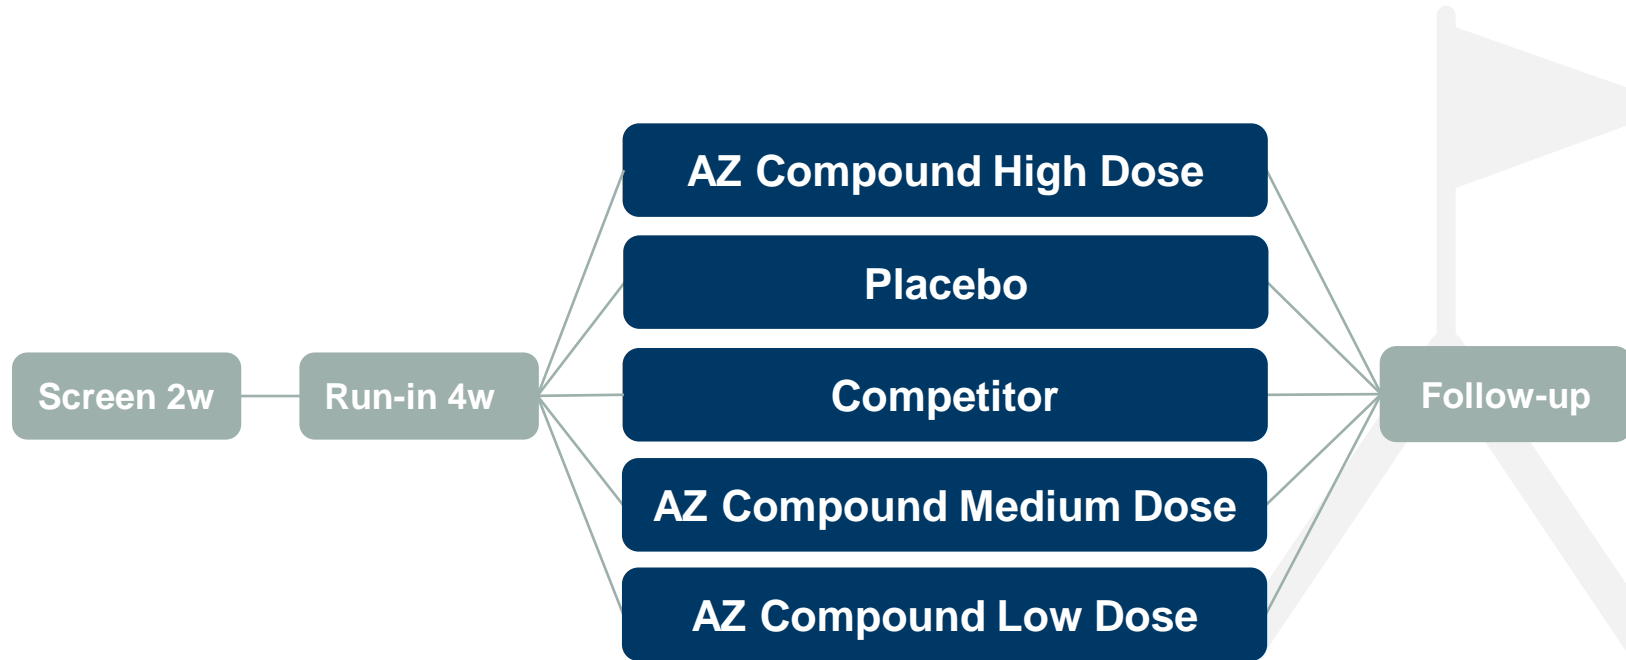 AZ Compound High Dose
Placebo
Screen 2w
Run-in 4w
Competitor
Follow-up
AZ Compound Medium Dose
AZ Compound Low Dose